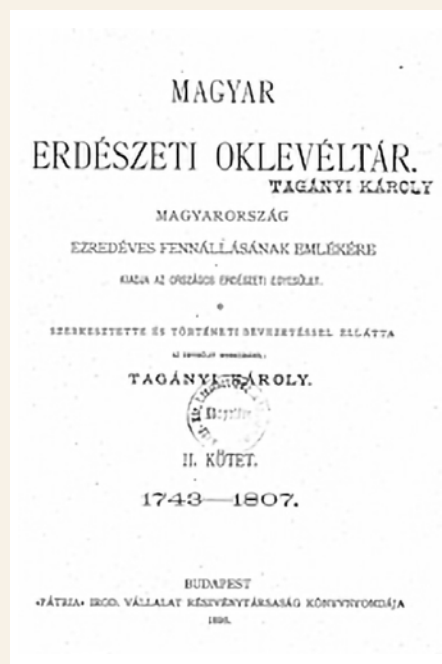 MAGYAR
ERDÉSZETI OKLEVÉLTÁR.
TAGÁNYI KÁROLY
MAGYARORSZÁG
EZREDÉVES FENNÁLLÁSÁNAK EMLÉKÉRE
KIADJA AZ ORSZÁGOS ERDÉSZETI EGYESÜLET.
SZERKESZTETTE ÉS TÖRTÉNETI BEVEZETÉSSEL ELLÁTTA
TAGÁNYI KÁROLY.
II. KÖTET.
1743—1807.
BUDAPEST
«PÁTRIA» IROD. VÁLLALAT RÉSZVÉNYTÁRSASÁG KÖNYVNYOMDÁJA
1896.